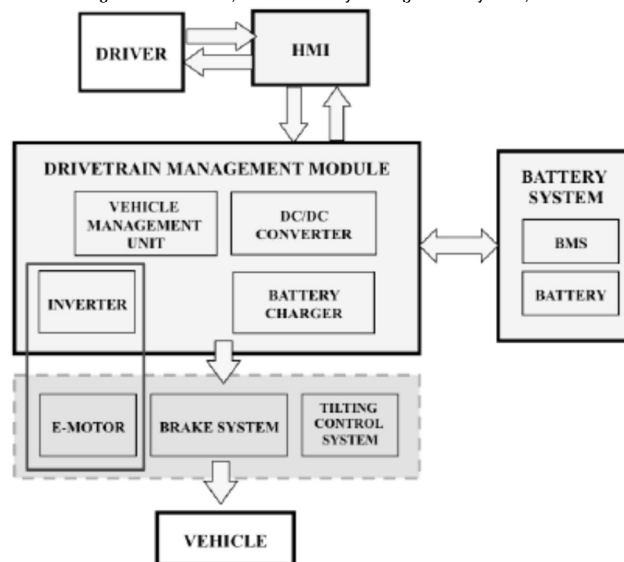 DRIVER
HMI
DRIVETRAIN MANAGEMENT MODULE
VEHICLE
MANAGEMENT
UNIT
DC/DC
CONVERTER
INVERTER
BATTERY
CHARGER
BATTERY
SYSTEM
BMS
BATTERY
E-MOTOR
BRAKE SYSTEM
TILTING
CONTROL
SYSTEM
VEHICLE